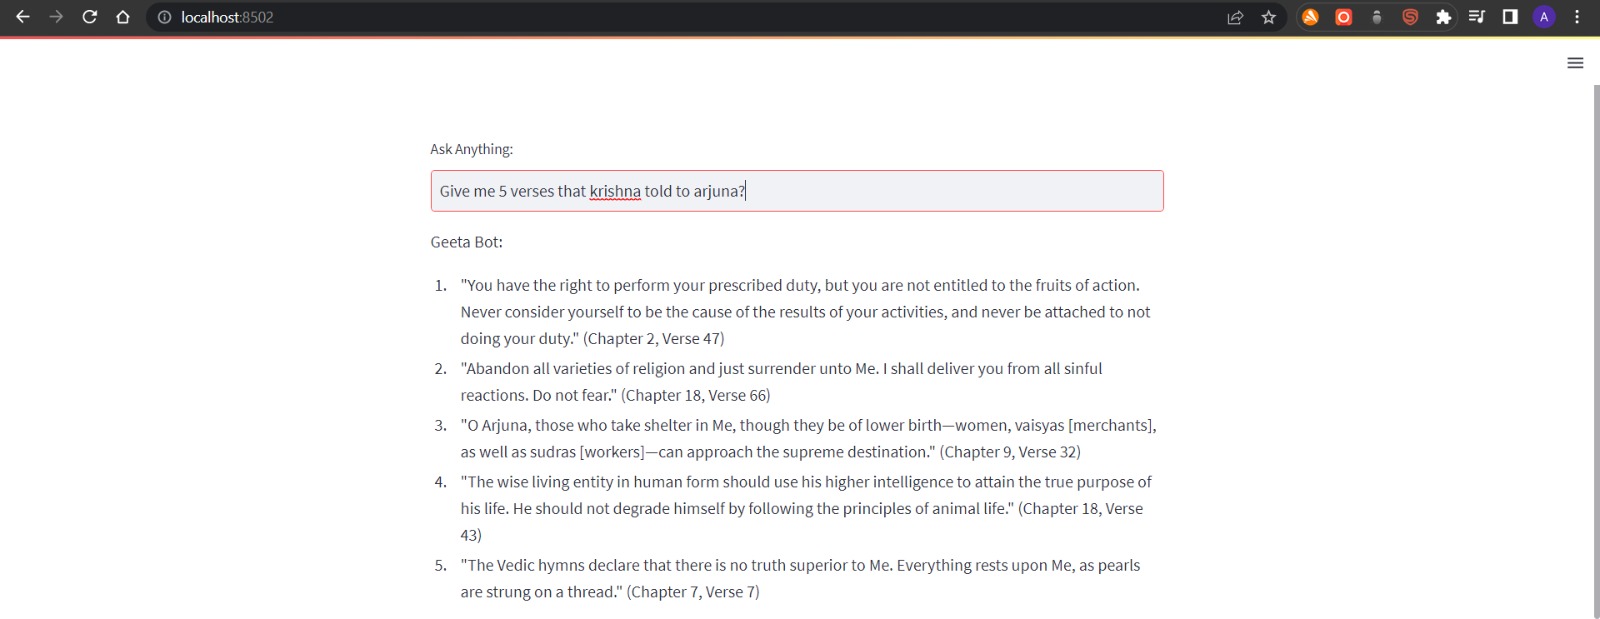 localhost:8502
A
Ask Anything:
Give me 5 verses that krishna told to arjuna?
Geeta Bot:
1. "You have the right to perform your prescribed duty, but you are not entitled to the fruits of action.
Never consider yourself to be the cause of the results of your activities, and never be attached to not
doing your duty." (Chapter 2, Verse 47)
2. "Abandon all varieties of religion and just surrender unto Me. I shall deliver you from all sinful
reactions. Do not fear." (Chapter 18, Verse 66)
3. "O Arjuna, those who take shelter in Me, though they be of lower birth—women, vaisyas [merchants],
as well as sudras [workers]—can approach the supreme destination." (Chapter 9, Verse 32)
4. "The wise living entity in human form should use his higher intelligence to attain the true purpose of
his life. He should not degrade himself by following the principles of animal life." (Chapter 18, Verse
43)
5. "The Vedic hymns declare that there is no truth superior to Me. Everything rests upon Me, as pearls
are strung on a thread." (Chapter 7, Verse 7)